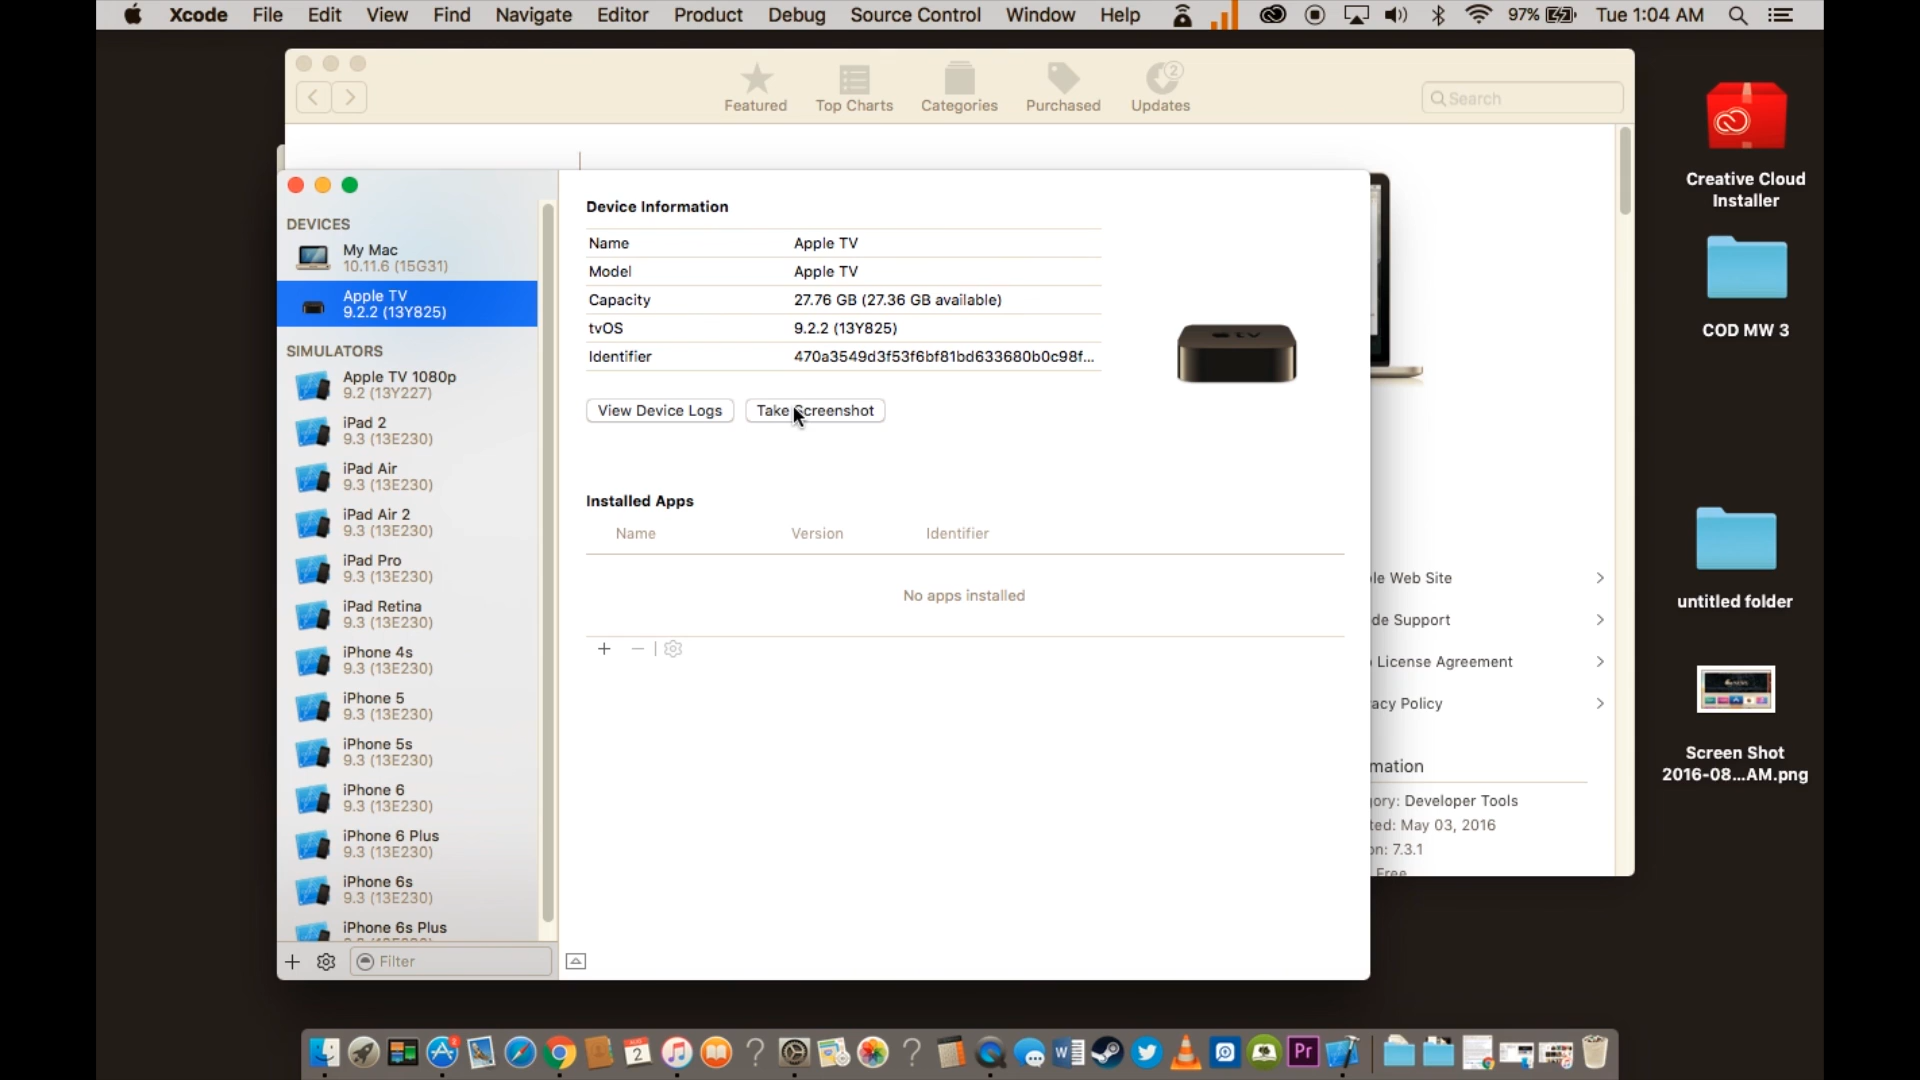 Xcode File Edit View Find Navigate Editor Product Debug Source Control Window Help 97% Tue 1:04 AM
Featured Top Charts Categories Purchased Updates
2
Search
DEVICES
My Mac
10.11.6 (15G31)
Apple TV
9.2.2 (13Y825)
SIMULATORS
Apple TV 1080p
9.2 (13Y227)
iPad 2
9.3 (13E230)
iPad Air
9.3 (13E230)
iPad Air 2
9.3 (13E230)
iPad Pro
9.3 (13E230)
iPad Retina
9.3 (13E230)
iPhone 4s
9.3 (13E230)
iPhone 5
9.3 (13E230)
iPhone 5s
9.3 (13E230)
iPhone 6
9.3 (13E230)
iPhone 6 Plus
9.3 (13E230)
iPhone 6s
9.3 (13E230)
iPhone 6s Plus
Filter
Device Information
Name Apple TV
Model Apple TV
Capacity 27.76 GB (27.36 GB available)
tvOS 9.2.2 (13Y825)
Identifier 470a3549d3f53f6bf81bd633680b0c98f...
View Device Logs Take Screenshot
Installed Apps
Name Version Identifier
No apps installed
tv
le Web Site
de Support
License Agreement
acy Policy
mation
ory: Developer Tools
ted: May 03, 2016
on: 7.3.1
Free
Creative Cloud
Installer
COD MW 3
untitled folder
Screen Shot
2016-08...AM.png
2
W
Pr